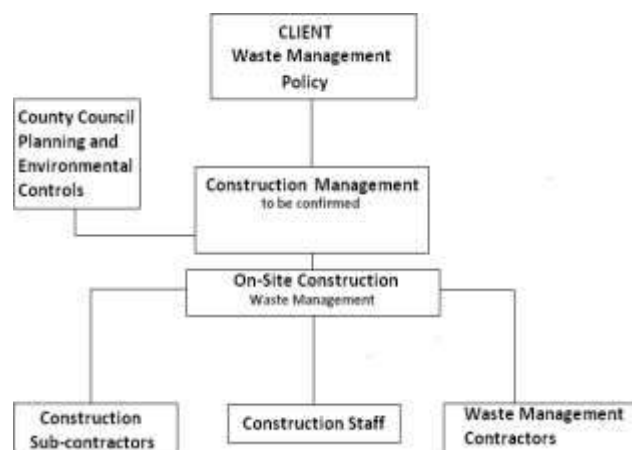 CLIENT
Waste Management
Policy
County Council
Planning and
Environmental
Controls
Construction Management
to be confirmed
On-Site Construction
Waste Management
Construction
Sub-contractors
Construction Staff
Waste Management
Contractors